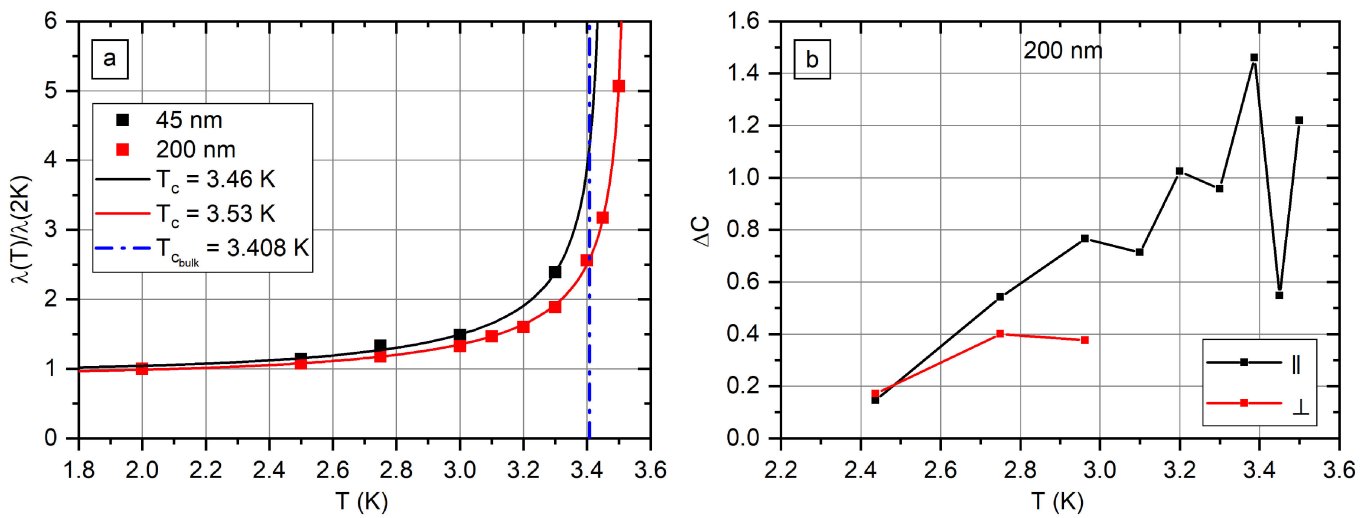 a
45 nm
200 nm
T_c = 3.46 K
T_c = 3.53 K
T_c_bulk = 3.408 K
λ(T)/λ(2K)
6
5
4
3
2
1
0
1.8 2.0 2.2 2.4 2.6 2.8 3.0 3.2 3.4 3.6
T (K)
b
200 nm
ΔC
1.6
1.4
1.2
1.0
0.8
0.6
0.4
0.2
0.0
||
⊥
2.2 2.4 2.6 2.8 3.0 3.2 3.4 3.6
T (K)